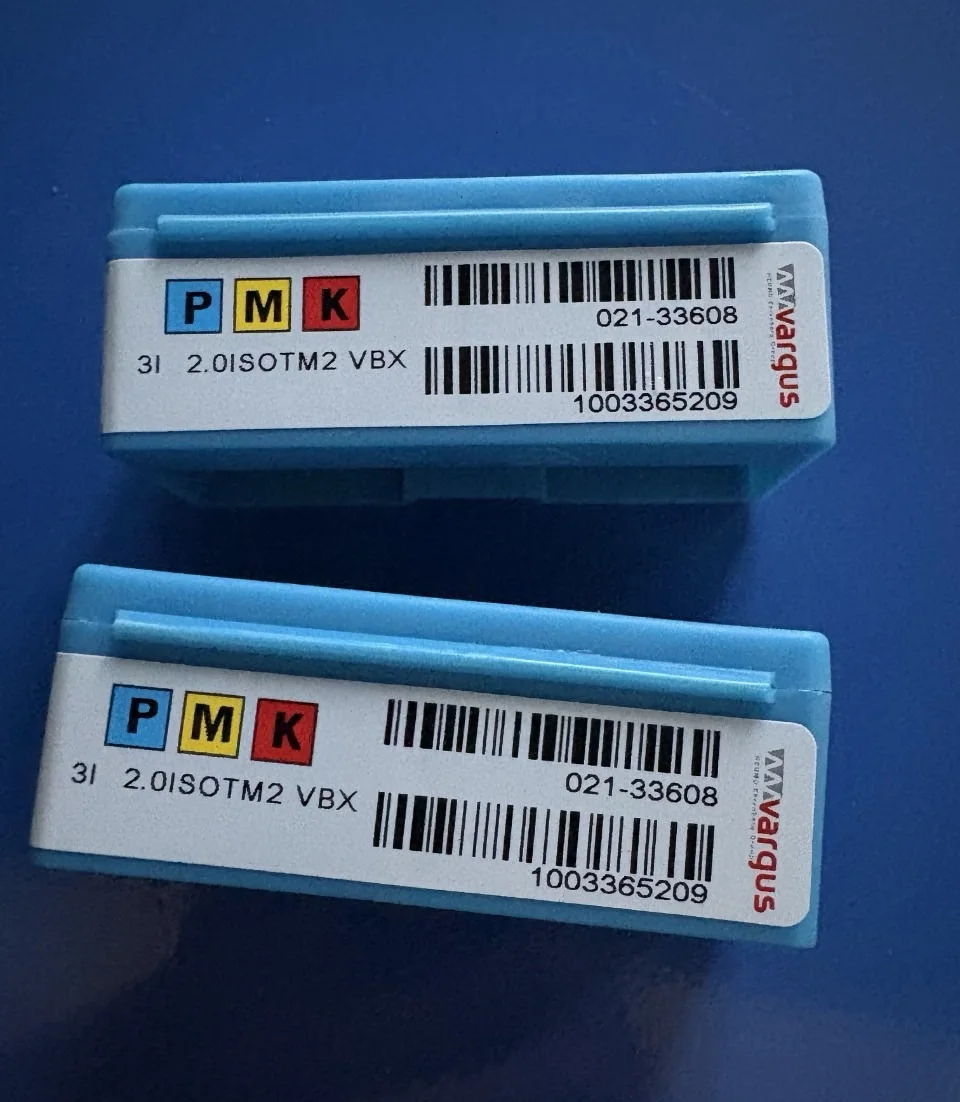 P M K
3I 2.0ISOTM2 VBX
021-33608
1003365209
vargus
P M K
3I 2.0ISOTM2 VBX
021-33608
1003365209
vargus